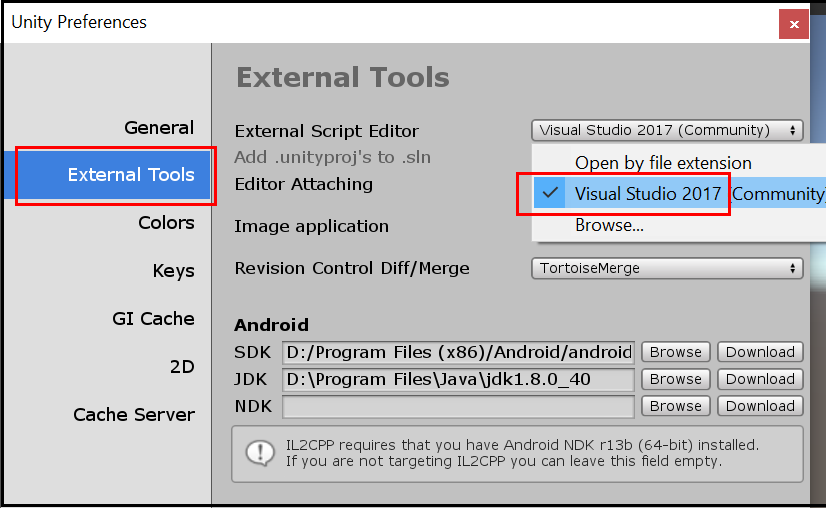 Unity Preferences
x
External Tools
General
External Tools
Colors
Keys
GI Cache
2D
Cache Server
External Script Editor
Visual Studio 2017 (Community)
Add .unityproj's to .sln
Editor Attaching
Image application
Revision Control Diff/Merge
Open by file extension
Visual Studio 2017 (Community)
Browse...
TortoiseMerge
Android
SDK D:/Program Files (x86)/Android/android Browse Download
JDK D:\Program Files\Java\jdk1.8.0_40 Browse Download
NDK Browse Download
IL2CPP requires that you have Android NDK r13b (64-bit) installed.
If you are not targeting IL2CPP you can leave this field empty.